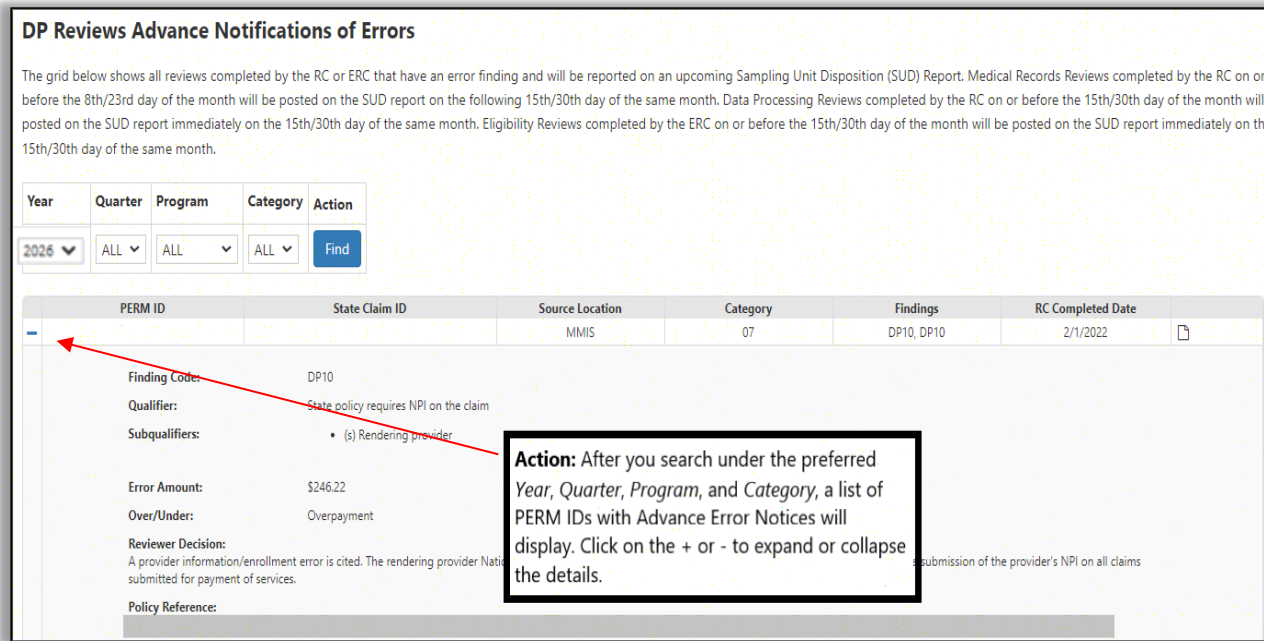 DP Reviews Advance Notifications of Errors
The grid below shows all reviews completed by the RC or ERC that have an error finding and will be reported on an upcoming Sampling Unit Disposition (SUD) Report. Medical Records Reviews completed by the RC on or
before the 8th/23rd day of the month will be posted on the SUD report on the following 15th/30th day of the same month. Data Processing Reviews completed by the RC on or before the 15th/30th day of the month will
posted on the SUD report immediately on the 15th/30th day of the same month. Eligibility Reviews completed by the ERC on or before the 15th/30th day of the month will be posted on the SUD report immediately on th
15th/30th day of the same month.
Year Quarter Program Category Action
2026 ALL ALL ALL Find
PERM ID State Claim ID Source Location Category Findings RC Completed Date
− MMIS 07 DP10, DP10 2/1/2022
Finding Code: DP10
Qualifier: State policy requires NPI on the claim
Subqualifiers: • (s) Rendering provider
Error Amount: $246.22
Over/Under: Overpayment
Reviewer Decision:
A provider information/enrollment error is cited. The rendering provider Natio submission of the provider's NPI on all claims
submitted for payment of services.
Policy Reference:
Action: After you search under the preferred
Year, Quarter, Program, and Category, a list of
PERM IDs with Advance Error Notices will
display. Click on the + or - to expand or collapse
the details.